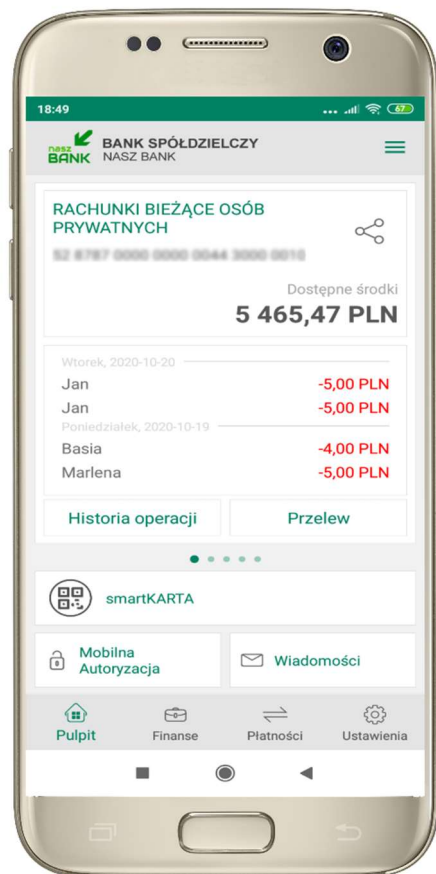 18:49
67
nasz
BANK
BANK SPÓŁDZIELCZY
NASZ BANK
RACHUNKI BIEŻĄCE OSÓB
PRYWATNYCH
Dostępne środki
5 465,47 PLN
Wtorek, 2020-10-20
Jan -5,00 PLN
Jan -5,00 PLN
Poniedziałek, 2020-10-19
Basia -4,00 PLN
Marlena -5,00 PLN
Historia operacji Przelew
smartKARTA
Mobilna
Autoryzacja
Wiadomości
Pulpit Finanse Płatności Ustawienia